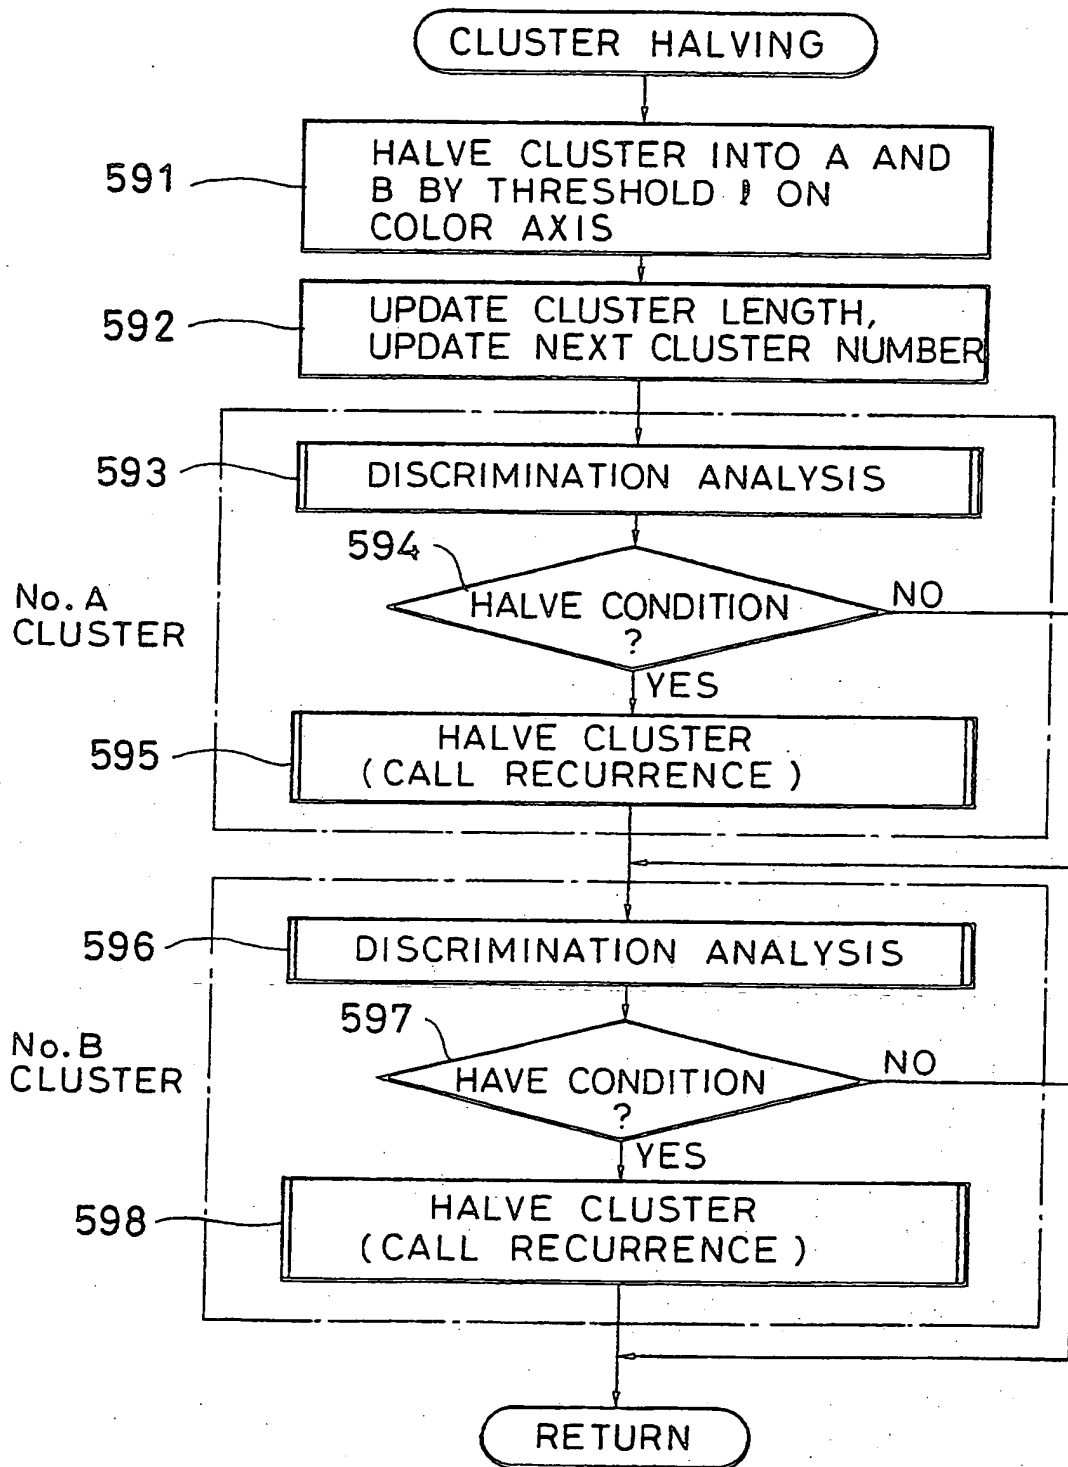 CLUSTER HALVING
591
HALVE CLUSTER INTO A AND
B BY THRESHOLD ℓ ON
COLOR AXIS
592
UPDATE CLUSTER LENGTH,
UPDATE NEXT CLUSTER NUMBER
593
DISCRIMINATION ANALYSIS
594
HALVE CONDITION
?
NO
YES
No. A
CLUSTER
595
HALVE CLUSTER
(CALL RECURRENCE)
596
DISCRIMINATION ANALYSIS
597
HAVE CONDITION
?
NO
YES
No. B
CLUSTER
598
HALVE CLUSTER
(CALL RECURRENCE)
RETURN